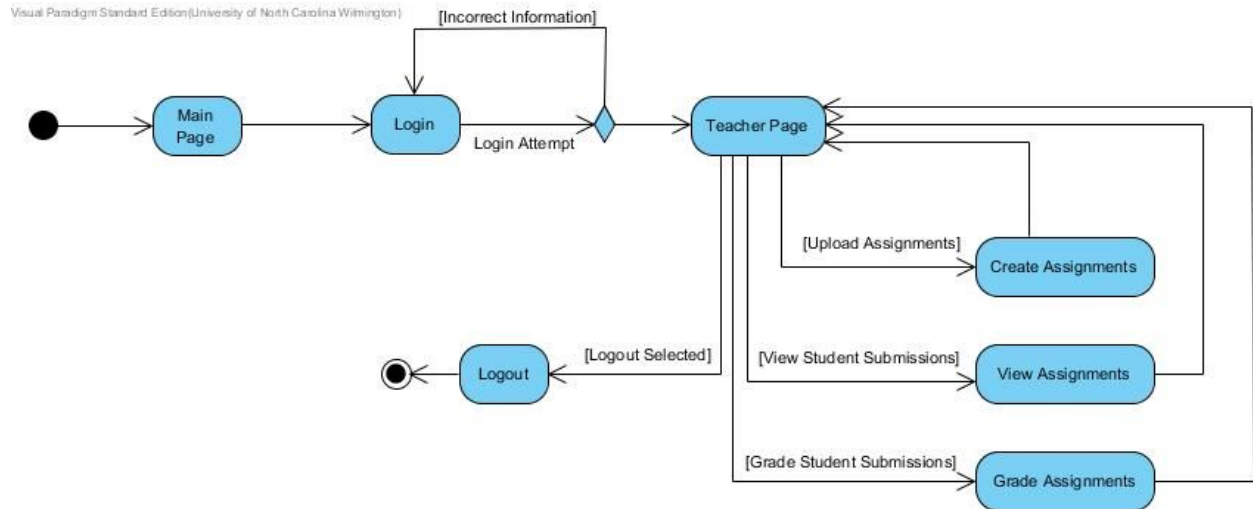 Visual Paradigm Standard Edition(University of North Carolina Wilmington)
[Incorrect Information]
Main
Page
Login
Login Attempt
Teacher Page
[Upload Assignments]
Create Assignments
[Logout Selected]
Logout
[View Student Submissions]
View Assignments
[Grade Student Submissions]
Grade Assignments